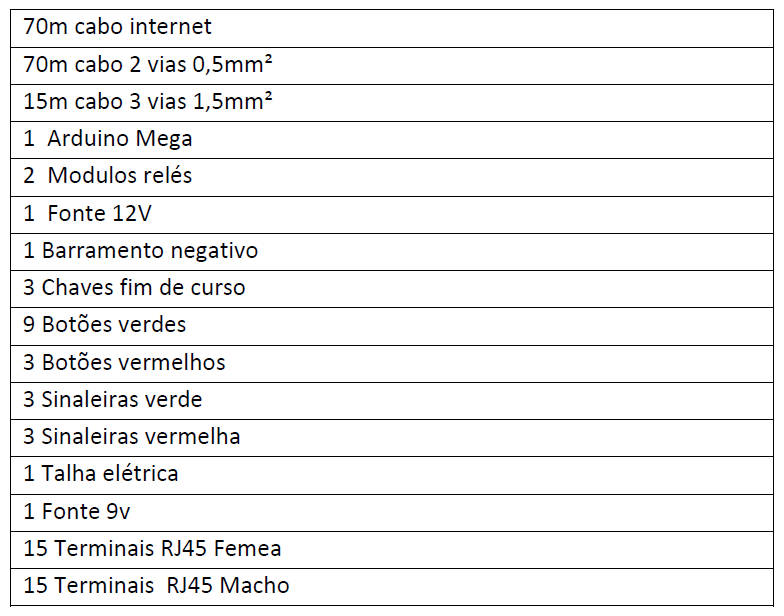 70m cabo internet
70m cabo 2 vias 0,5mm²
15m cabo 3 vias 1,5mm²
1  Arduino Mega
2  Modulos relés
1  Fonte 12V
1 Barramento negativo
3 Chaves fim de curso
9 Botões verdes
3 Botões vermelhos
3 Sinaleiras verde
3 Sinaleiras vermelha
1 Talha elétrica
1 Fonte 9v
15 Terminais RJ45 Femea
15 Terminais  RJ45 Macho